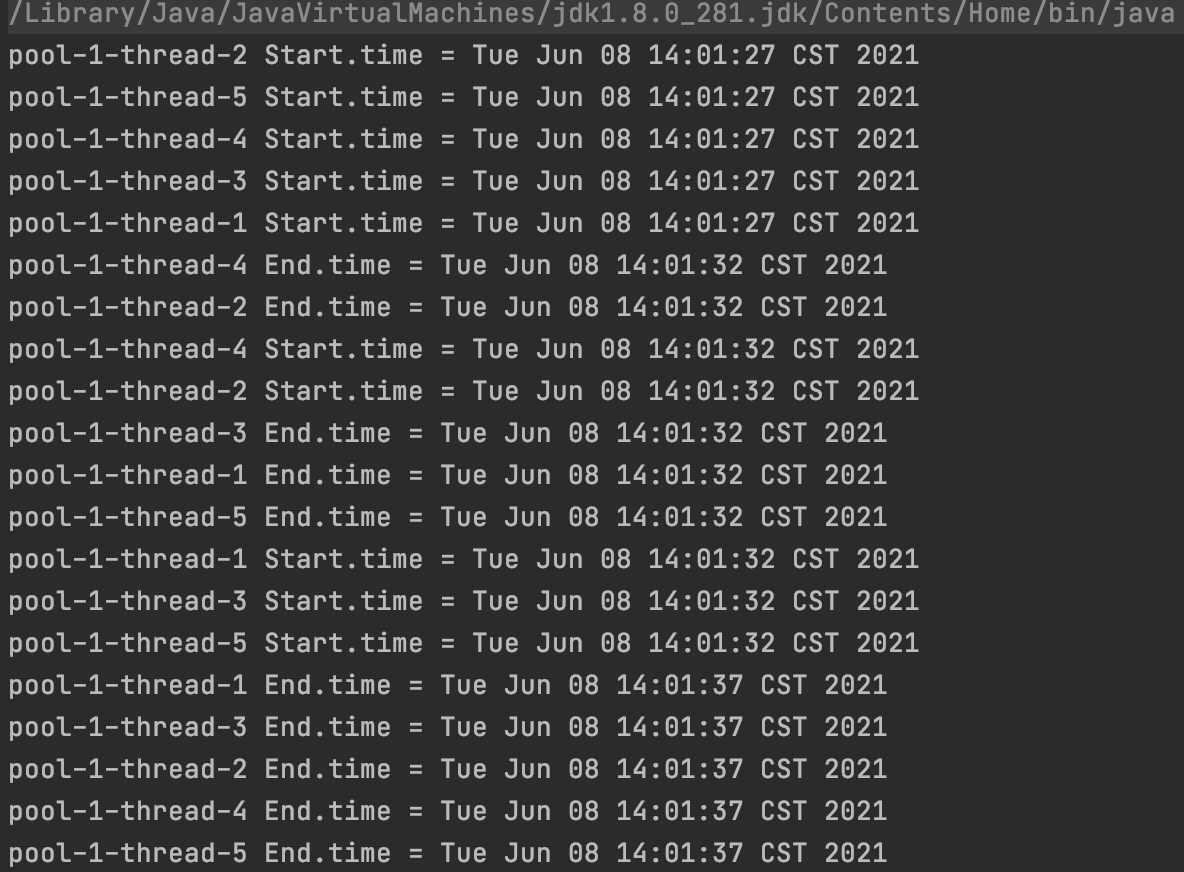 /Library/Java/JavaVirtualMachines/jdk1.8.0_281.jdk/Contents/Home/bin/java
pool-1-thread-2 Start.time = Tue Jun 08 14:01:27 CST 2021
pool-1-thread-5 Start.time = Tue Jun 08 14:01:27 CST 2021
pool-1-thread-4 Start.time = Tue Jun 08 14:01:27 CST 2021
pool-1-thread-3 Start.time = Tue Jun 08 14:01:27 CST 2021
pool-1-thread-1 Start.time = Tue Jun 08 14:01:27 CST 2021
pool-1-thread-4 End.time = Tue Jun 08 14:01:32 CST 2021
pool-1-thread-2 End.time = Tue Jun 08 14:01:32 CST 2021
pool-1-thread-4 Start.time = Tue Jun 08 14:01:32 CST 2021
pool-1-thread-2 Start.time = Tue Jun 08 14:01:32 CST 2021
pool-1-thread-3 End.time = Tue Jun 08 14:01:32 CST 2021
pool-1-thread-1 End.time = Tue Jun 08 14:01:32 CST 2021
pool-1-thread-5 End.time = Tue Jun 08 14:01:32 CST 2021
pool-1-thread-1 Start.time = Tue Jun 08 14:01:32 CST 2021
pool-1-thread-3 Start.time = Tue Jun 08 14:01:32 CST 2021
pool-1-thread-5 Start.time = Tue Jun 08 14:01:32 CST 2021
pool-1-thread-1 End.time = Tue Jun 08 14:01:37 CST 2021
pool-1-thread-3 End.time = Tue Jun 08 14:01:37 CST 2021
pool-1-thread-2 End.time = Tue Jun 08 14:01:37 CST 2021
pool-1-thread-4 End.time = Tue Jun 08 14:01:37 CST 2021
pool-1-thread-5 End.time = Tue Jun 08 14:01:37 CST 2021